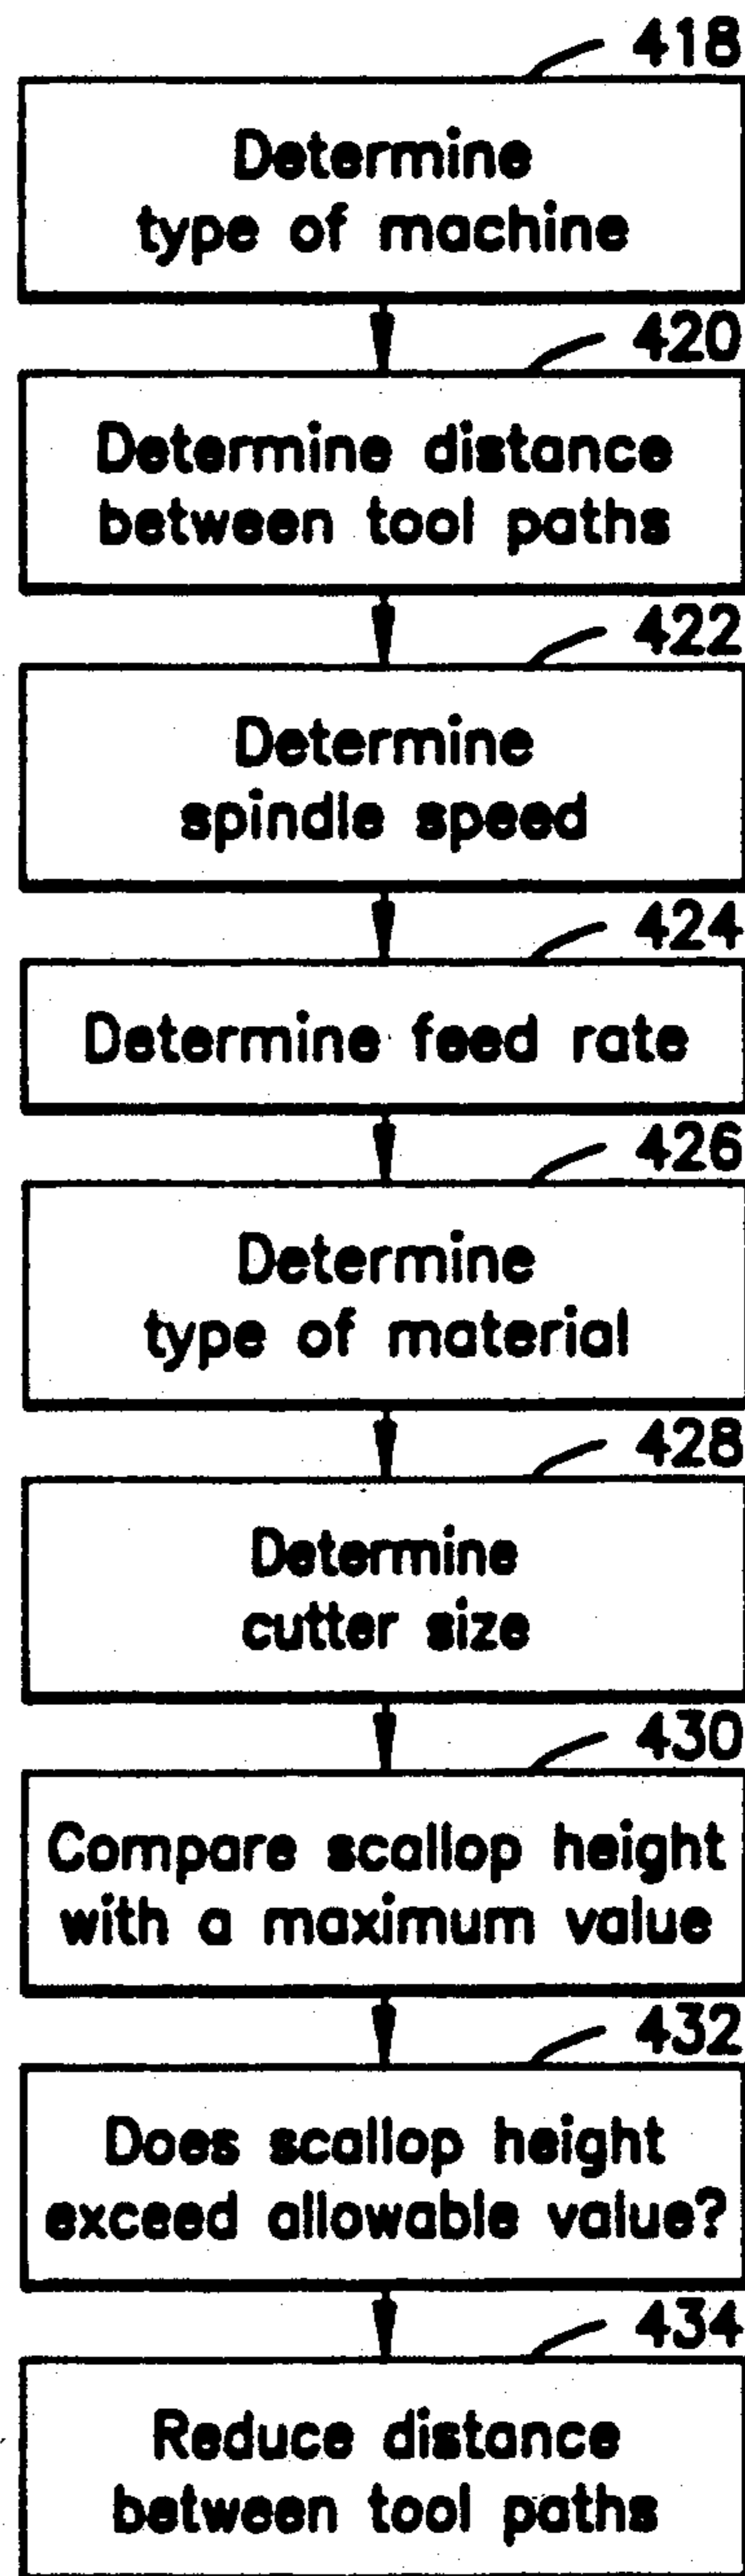 418
Determine
type of machine
420
Determine distance
between tool paths
422
Determine
spindle speed
424
Determine feed rate
426
Determine
type of material
428
Determine
cutter size
430
Compare scallop height
with a maximum value
432
Does scallop height
exceed allowable value?
434
Reduce distance
between tool paths